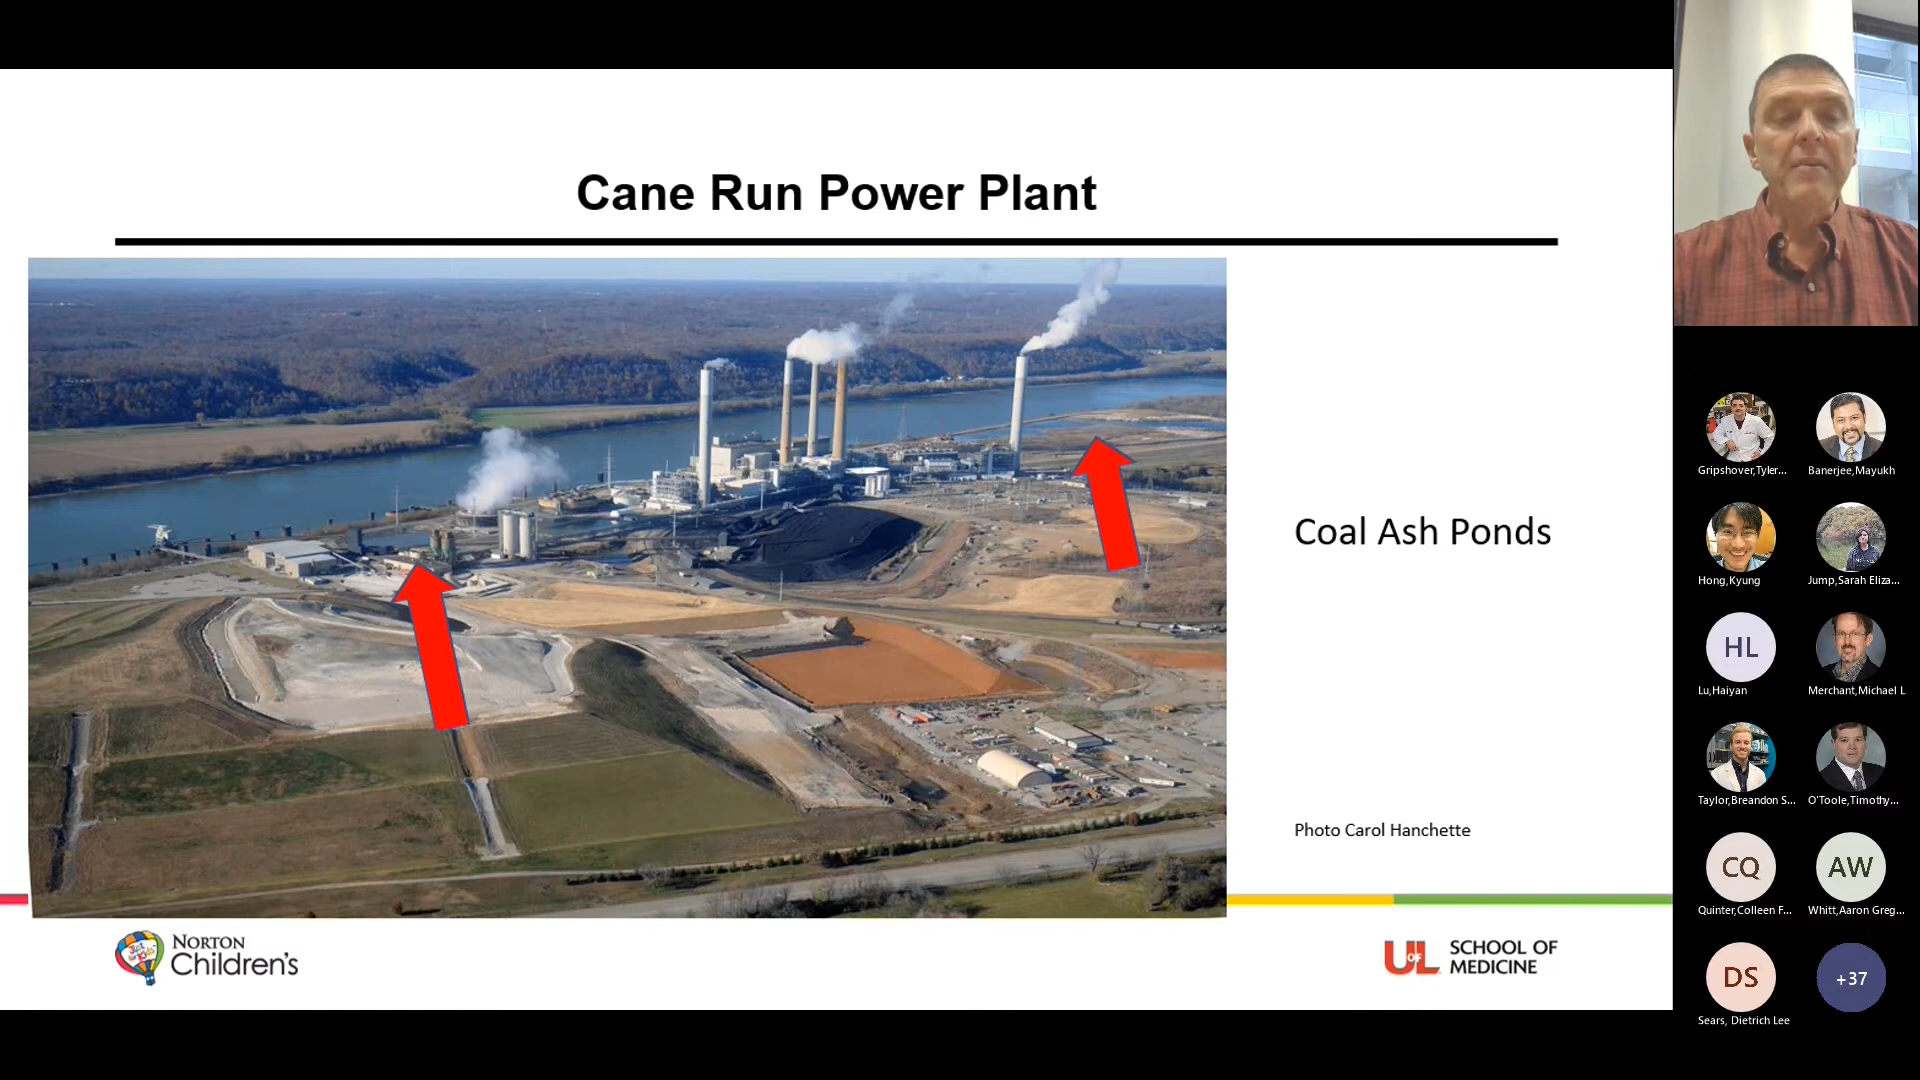 Cane Run Power Plant
Coal Ash Ponds
Photo Carol Hanchette
Norton
Children's
UofL
SCHOOL OF
MEDICINE
Gripshover,Tyler...
Banerjee,Mayukh
Hong,Kyung
Jump,Sarah Eliza...
HL
Lu,Haiyan
Merchant,Michael L
Taylor,Breandon S...
O'Toole,Timothy...
CQ
AW
Quinter,Colleen F...
Whitt,Aaron Greg...
DS
+37
Sears, Dietrich Lee